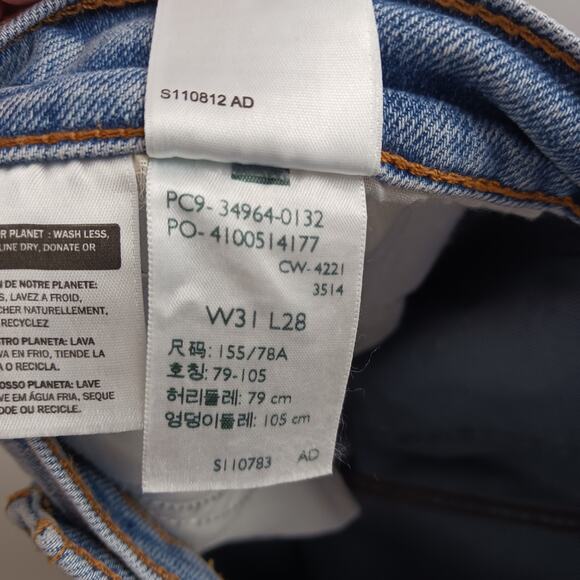 S110812 AD
PC9- 34964-0132
PO- 4100514177
CW- 4221
3514
W31 L28
尺码: 155/78A
호칭: 79-105
허리둘레: 79 cm
엉덩이둘레: 105 cm
S110783 AD
R PLANET : WASH LESS,
LINE DRY, DONATE OR
N DE NOTRE PLANETE:
S, LAVEZ A FROID,
CHER NATURELLEMENT,
RECYCLEZ
STRO PLANETA: LAVA
VA EN FRIO, TIENDE LA
A O RECICLA.
OSSO PLANETA: LAVE
VE EM ÁGUA FRIA, SEQUE
DOE OU RECICLE.